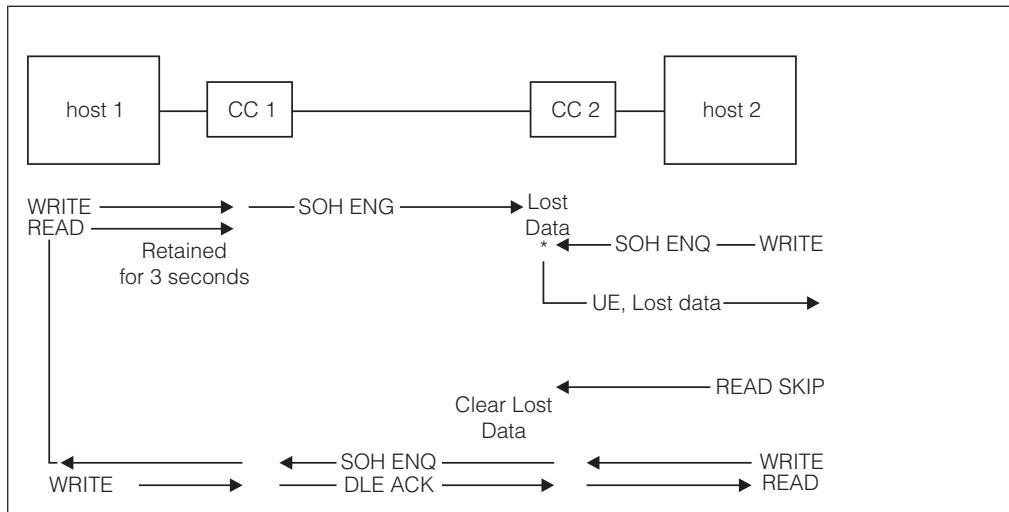 host 1
CC 1
CC 2
host 2
WRITE
SOH ENG
Lost
Data
*
READ
Retained
for 3 seconds
SOH ENQ
WRITE
UE, Lost data
READ SKIP
Clear Lost
Data
SOH ENQ
WRITE
WRITE
DLE ACK
READ